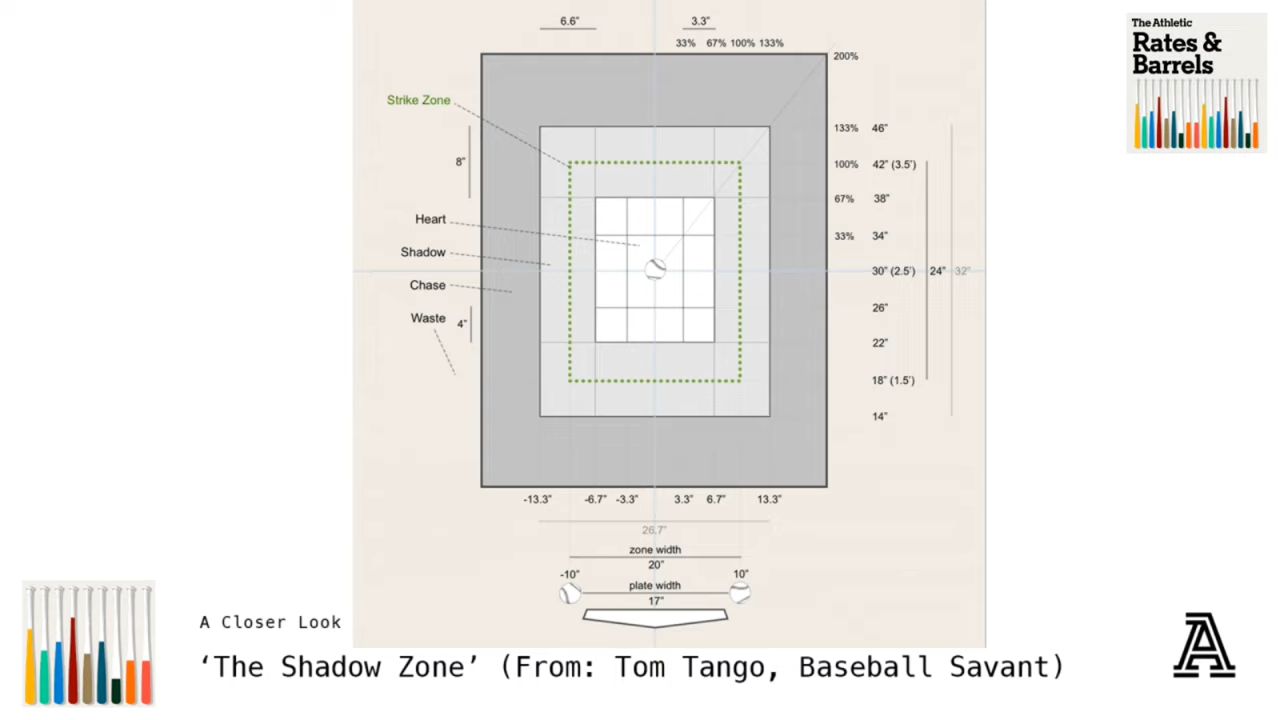 6.6"
3.3"
33% 67% 100% 133%
200%
The Athletic
Rates &
Barrels
Strike Zone
133% 46"
8"
100% 42" (3.5')
67% 38"
Heart
33% 34"
Shadow
30" (2.5') 24" 32"
Chase
26"
Waste
4"
22"
18" (1.5')
14"
-13.3" -6.7" -3.3" 3.3" 6.7" 13.3"
26.7"
zone width
20"
-10" 10"
plate width
17"
A Closer Look
‘The Shadow Zone’ (From: Tom Tango, Baseball Savant)
A